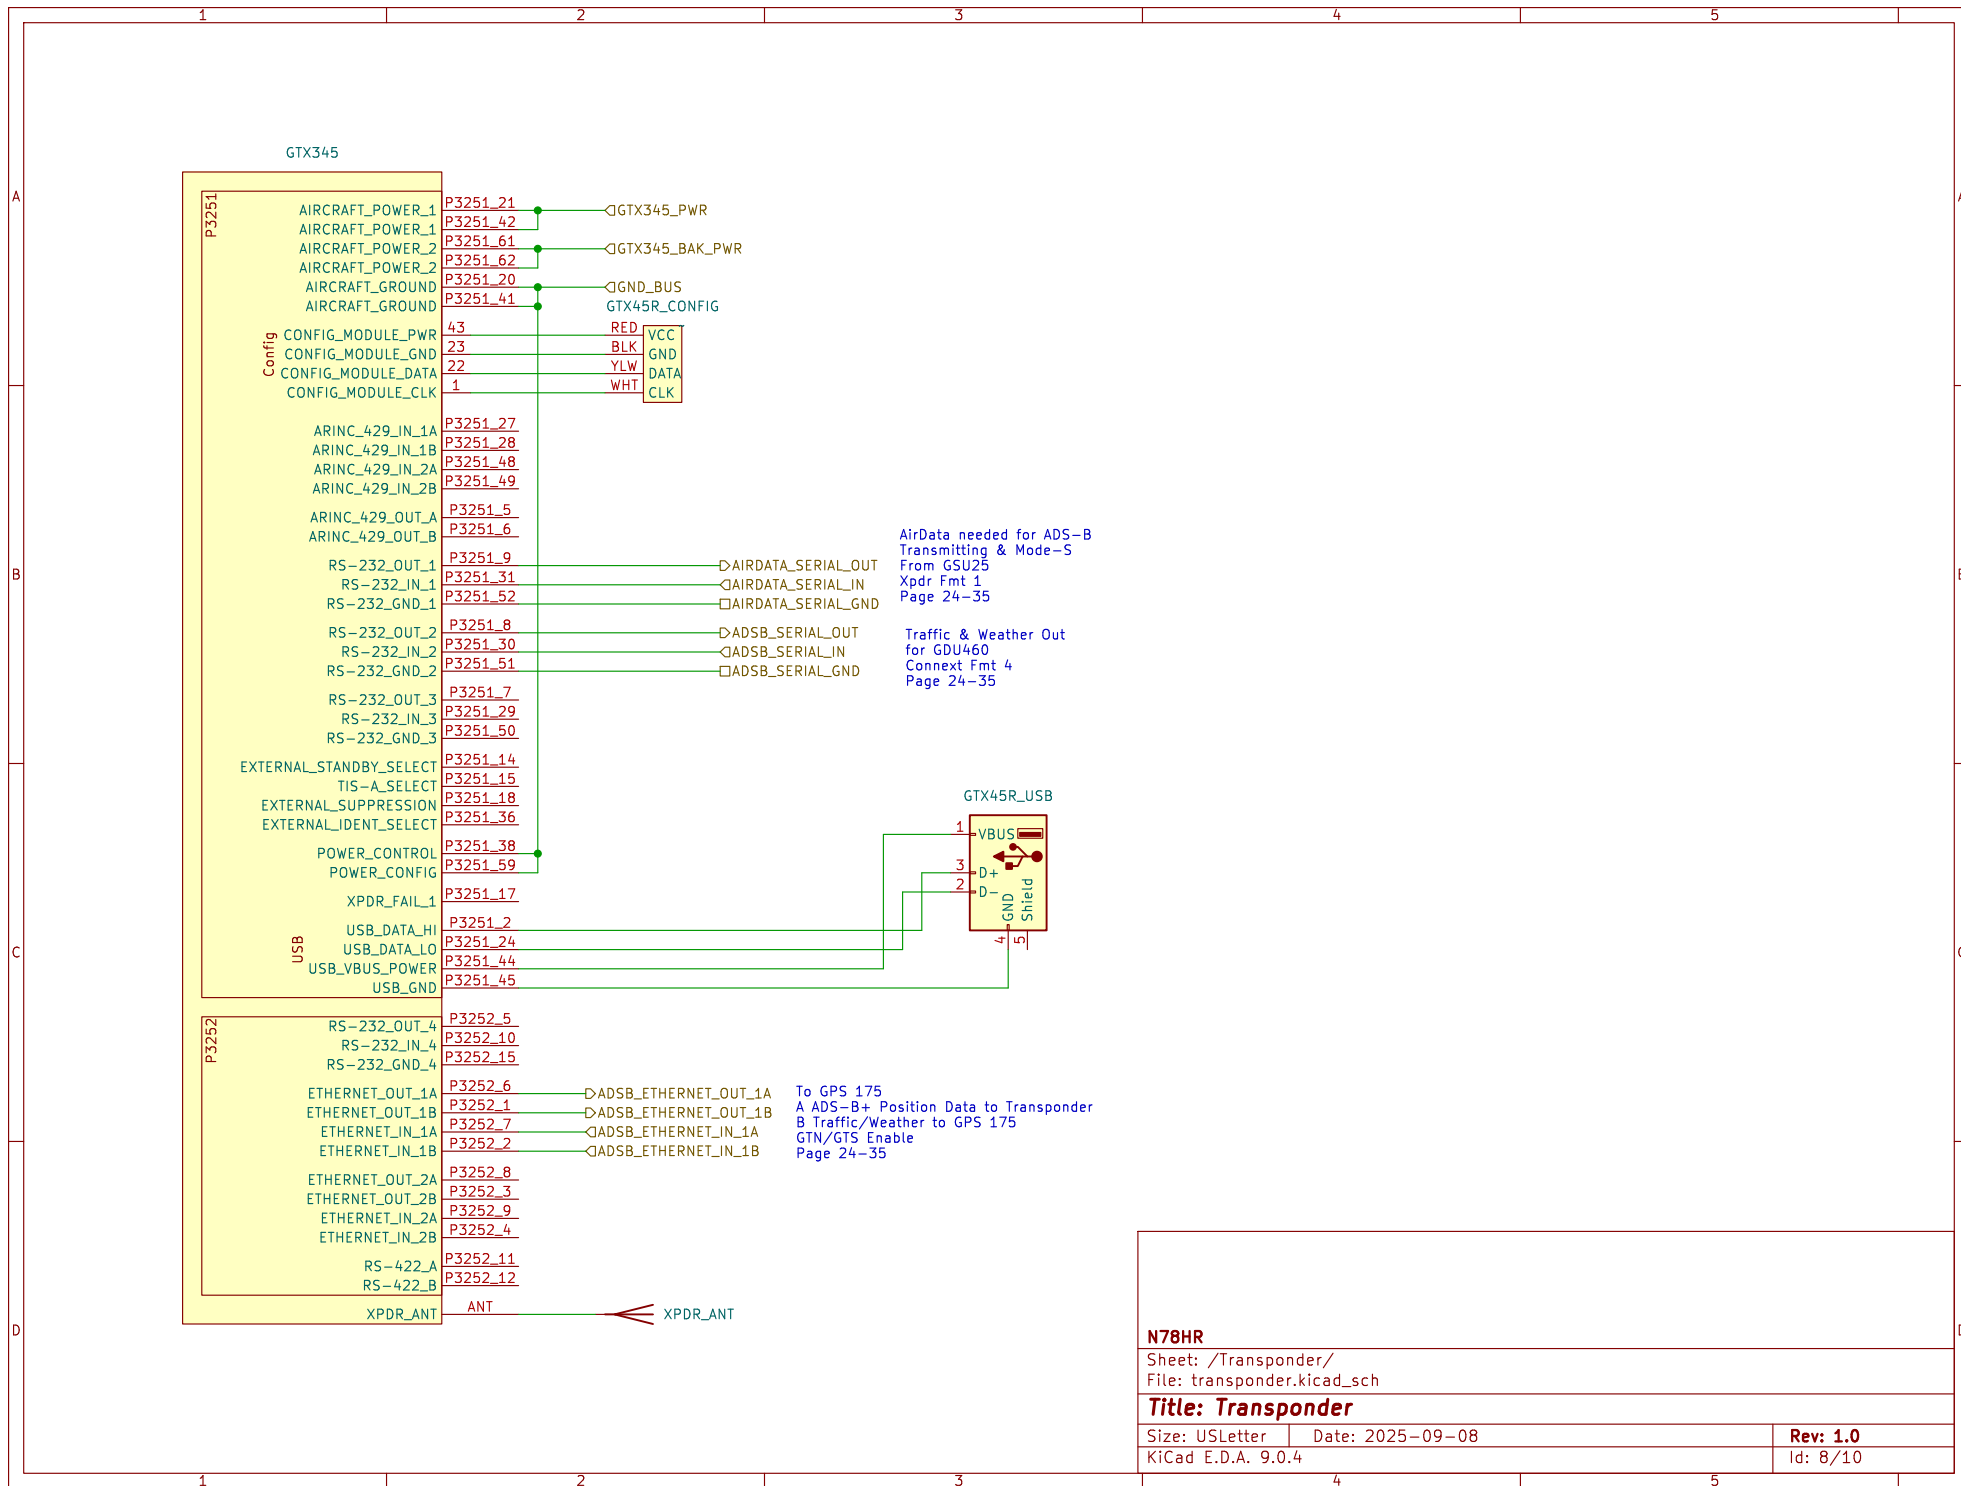 1 2 3 4 5
GTX345
A
P3251
AIRCRAFT_POWER_1 P3251_21 GTX345_PWR
AIRCRAFT_POWER_1 P3251_42
AIRCRAFT_POWER_2 P3251_61 GTX345_BAK_PWR
AIRCRAFT_POWER_2 P3251_62
AIRCRAFT_GROUND P3251_20 GND_BUS
AIRCRAFT_GROUND P3251_41 GTX45R_CONFIG
Config
CONFIG_MODULE_PWR 43 RED VCC
CONFIG_MODULE_GND 23 BLK GND
CONFIG_MODULE_DATA 22 YLW DATA
CONFIG_MODULE_CLK 1 WHT CLK
ARINC_429_IN_1A P3251_27
ARINC_429_IN_1B P3251_28
ARINC_429_IN_2A P3251_48
ARINC_429_IN_2B P3251_49
ARINC_429_OUT_A P3251_5
ARINC_429_OUT_B P3251_6
B
RS-232_OUT_1 P3251_9 AIRDATA_SERIAL_OUT
RS-232_IN_1 P3251_31 AIRDATA_SERIAL_IN
RS-232_GND_1 P3251_52 AIRDATA_SERIAL_GND
AirData needed for ADS-B
Transmitting & Mode-S
From GSU25
Xpdr Fmt 1
Page 24-35
RS-232_OUT_2 P3251_8 ADSB_SERIAL_OUT
RS-232_IN_2 P3251_30 ADSB_SERIAL_IN
RS-232_GND_2 P3251_51 ADSB_SERIAL_GND
Traffic & Weather Out
for GDU460
Connext Fmt 4
Page 24-35
RS-232_OUT_3 P3251_7
RS-232_IN_3 P3251_29
RS-232_GND_3 P3251_50
EXTERNAL_STANDBY_SELECT P3251_14
TIS-A_SELECT P3251_15
EXTERNAL_SUPPRESSION P3251_18
EXTERNAL_IDENT_SELECT P3251_36
POWER_CONTROL P3251_38
POWER_CONFIG P3251_59
XPDR_FAIL_1 P3251_17
GTX45R_USB
1 VBUS
3 D+
2 D-
GND
Shield
4 5
C
USB
USB_DATA_HI P3251_2
USB_DATA_LO P3251_24
USB_VBUS_POWER P3251_44
USB_GND P3251_45
P3252
RS-232_OUT_4 P3252_5
RS-232_IN_4 P3252_10
RS-232_GND_4 P3252_15
ETHERNET_OUT_1A P3252_6 ADSB_ETHERNET_OUT_1A
ETHERNET_OUT_1B P3252_1 ADSB_ETHERNET_OUT_1B
ETHERNET_IN_1A P3252_7 ADSB_ETHERNET_IN_1A
ETHERNET_IN_1B P3252_2 ADSB_ETHERNET_IN_1B
To GPS 175
A ADS-B+ Position Data to Transponder
B Traffic/Weather to GPS 175
GTN/GTS Enable
Page 24-35
ETHERNET_OUT_2A P3252_8
ETHERNET_OUT_2B P3252_3
ETHERNET_IN_2A P3252_9
ETHERNET_IN_2B P3252_4
RS-422_A P3252_11
RS-422_B P3252_12
XPDR_ANT ANT XPDR_ANT
D
N78HR
Sheet: /Transponder/
File: transponder.kicad_sch
Title: Transponder
Size: USLetter Date: 2025-09-08 Rev: 1.0
KiCad E.D.A. 9.0.4 Id: 8/10
1 2 3 4 5